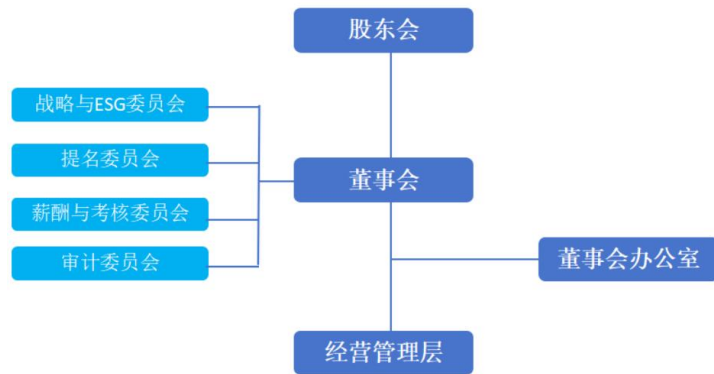 股东会
战略与ESG委员会
提名委员会
董事会
薪酬与考核委员会
审计委员会
董事会办公室
经营管理层